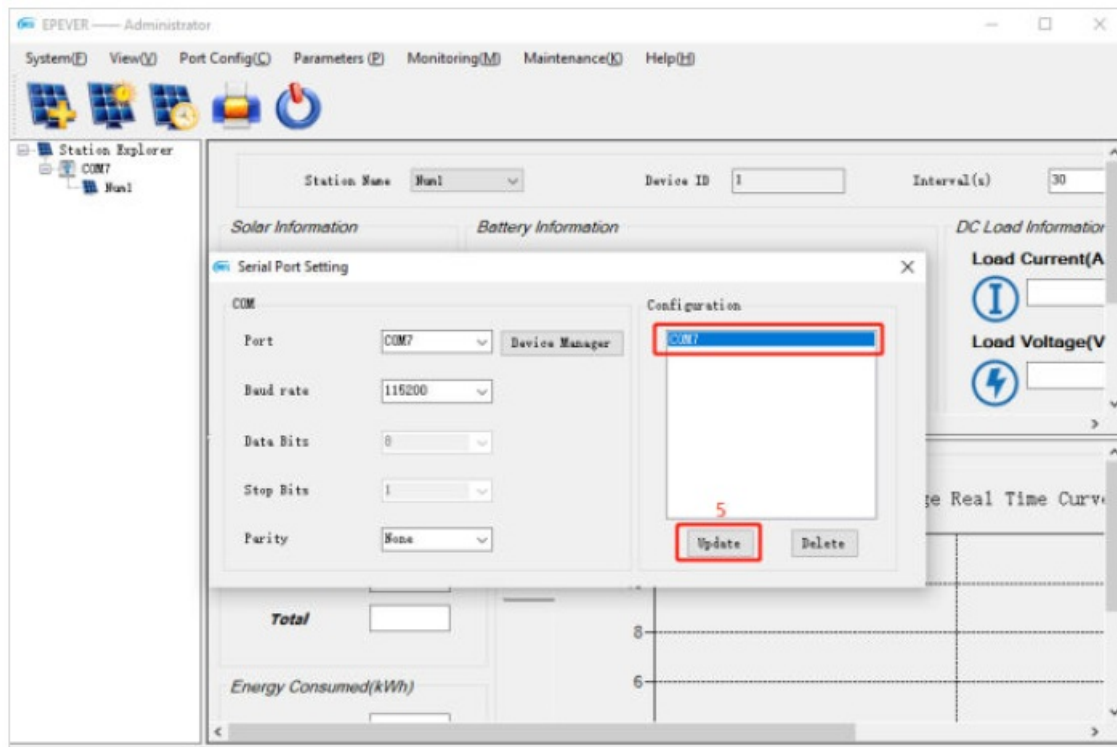 EPEVER —— Administrator
System(F) View(V) Port Config(C) Parameters (P) Monitoring(M) Maintenance(K) Help(H)
Station Explorer
COM7
Num1
Station Name Num1 Device ID 1 Interval(s) 30
Solar Information Battery Information DC Load Information
Load Current(A
Load Voltage(V
Serial Port Setting
COM
Port COM7 Device Manager
Baud rate 115200
Data Bits 8
Stop Bits 1
Parity None
Configuration
COM7
5
Update Delete
ge Real Time Curv
Total
8
6
Energy Consumed(kWh)